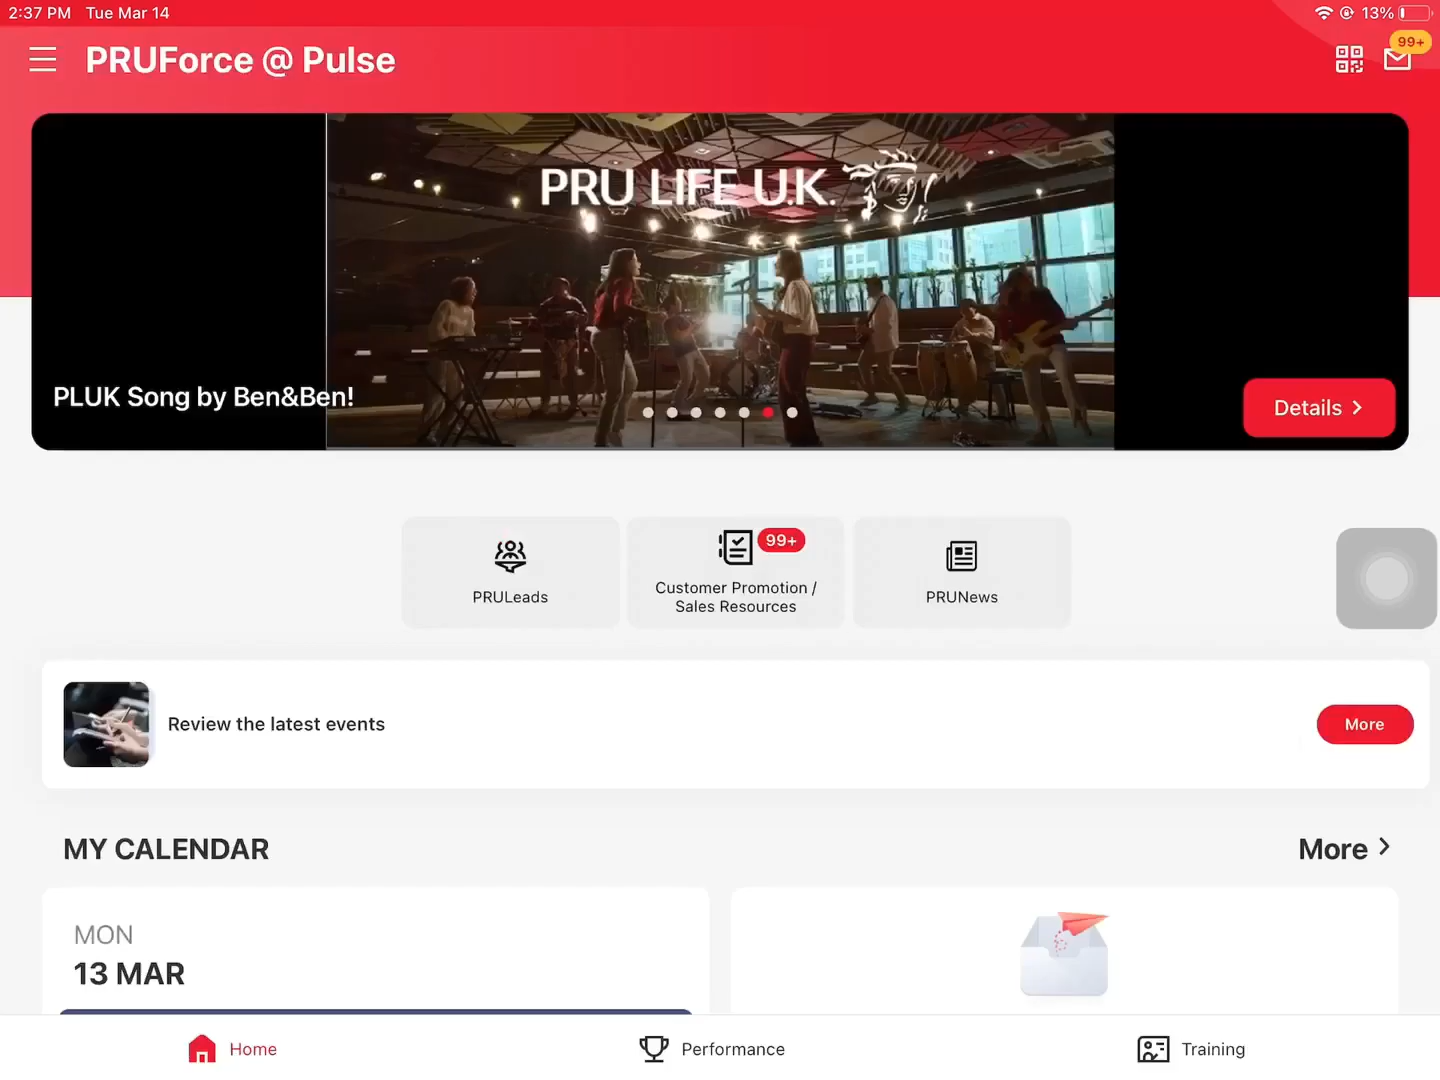 2:37 PM Tue Mar 14
13%
PRUForce @ Pulse
99+
PRU LIFE U.K.
PLUK Song by Ben&Ben!
Details
PRULeads
99+
Customer Promotion /
Sales Resources
PRUNews
Review the latest events
More
MY CALENDAR
More
MON
13 MAR
Home
Performance
Training